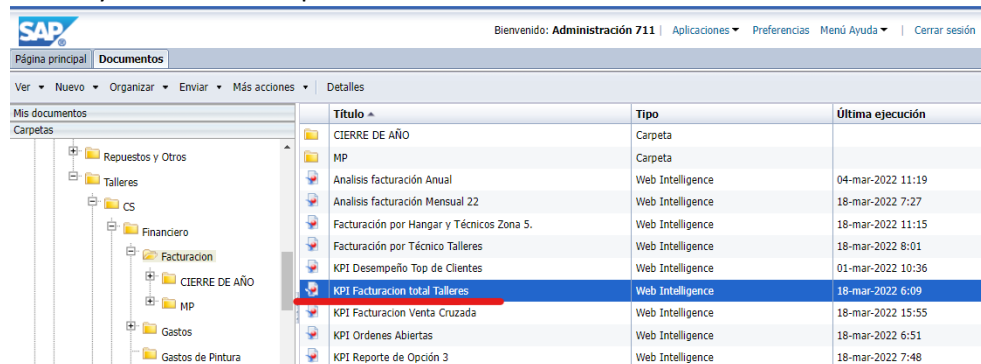 SAP
Bienvenido: Administración 711 | Aplicaciones Preferencias Menú Ayuda | Cerrar sesión
Página principal Documentos
Ver Nuevo Organizar Enviar Más acciones Detalles
Mis documentos
Carpetas
Repuestos y Otros
Talleres
CS
Financiero
Facturacion
CIERRE DE AÑO
MP
Gastos
Gastos de Pintura
Título Tipo Última ejecución
CIERRE DE AÑO Carpeta
MP Carpeta
Analisis facturación Anual Web Intelligence 04-mar-2022 11:19
Analisis facturación Mensual 22 Web Intelligence 18-mar-2022 7:27
Facturación por Hangar y Técnicos Zona 5. Web Intelligence 18-mar-2022 11:15
Facturación por Técnico Talleres Web Intelligence 18-mar-2022 8:01
KPI Desempeño Top de Clientes Web Intelligence 01-mar-2022 10:36
KPI Facturacion total Talleres Web Intelligence 18-mar-2022 6:09
KPI Facturacion Venta Cruzada Web Intelligence 18-mar-2022 15:55
KPI Ordenes Abiertas Web Intelligence 18-mar-2022 6:51
KPI Reporte de Opción 3 Web Intelligence 18-mar-2022 7:48